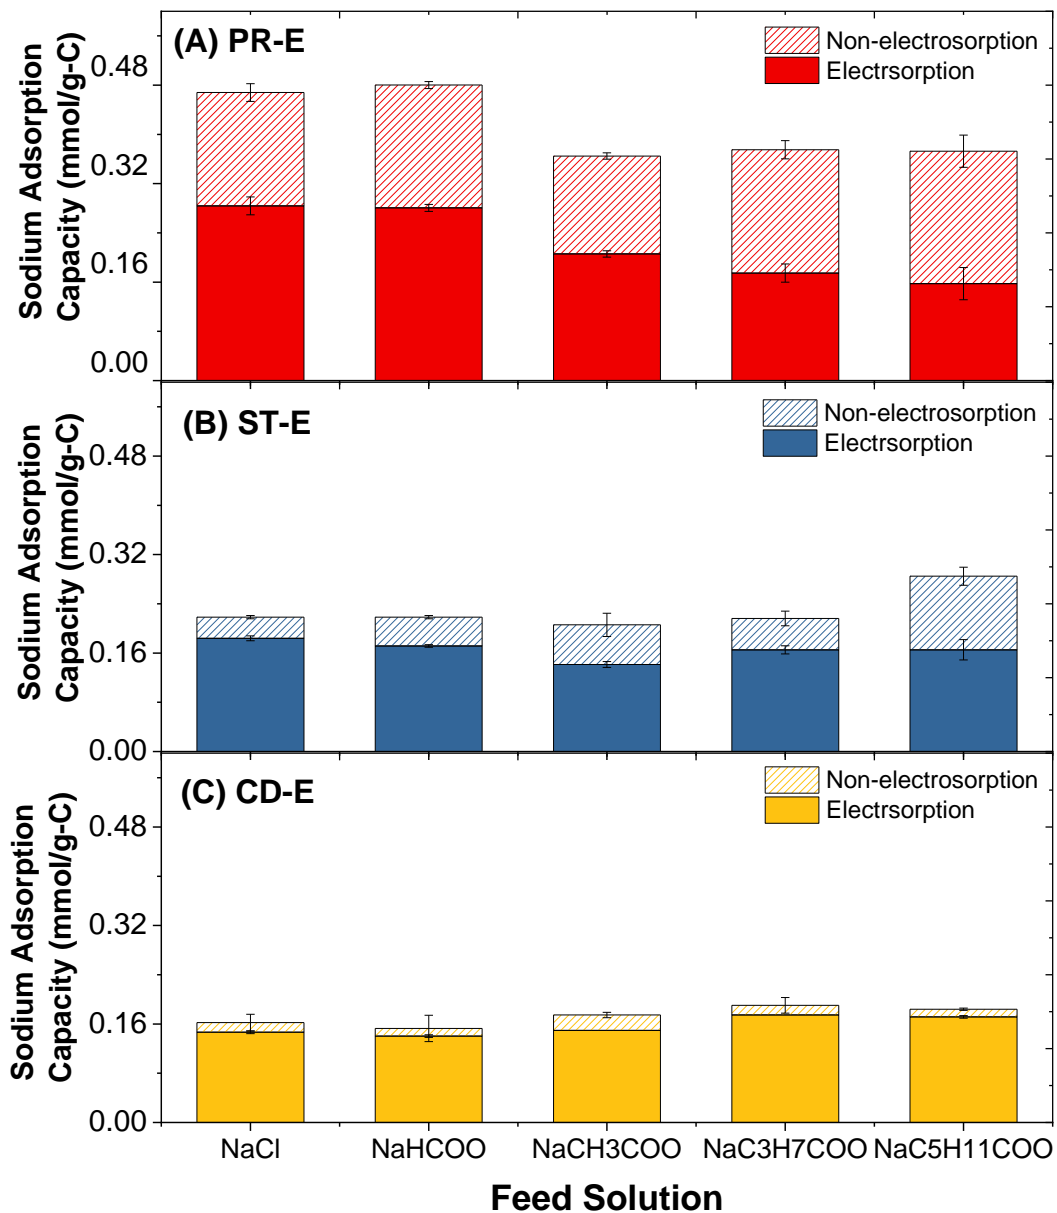 (A) PR-E
Non-electrosorption
Electrsorption
Sodium Adsorption
Capacity (mmol/g-C)
0.48
0.32
0.16
0.00
(B) ST-E
Non-electrosorption
Electrsorption
Sodium Adsorption
Capacity (mmol/g-C)
0.48
0.32
0.16
0.00
(C) CD-E
Non-electrosorption
Electrsorption
Sodium Adsorption
Capacity (mmol/g-C)
0.48
0.32
0.16
0.00
NaCl NaHCOO NaCH3COO NaC3H7COO NaC5H11COO
Feed Solution